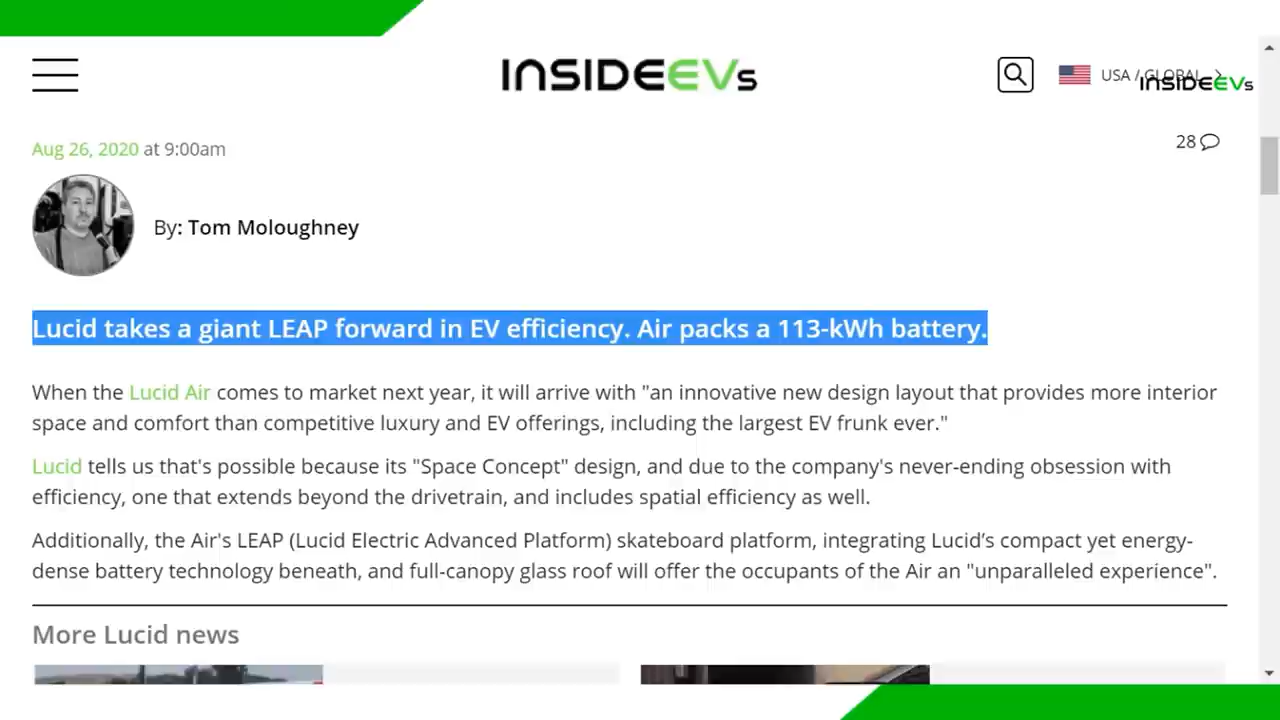 INSIDEEVs
USA / GLOBAL
INSIDEEVs
Aug 26, 2020 at 9:00am
28
By: Tom Moloughney
Lucid takes a giant LEAP forward in EV efficiency. Air packs a 113-kWh battery.
When the Lucid Air comes to market next year, it will arrive with "an innovative new design layout that provides more interior
space and comfort than competitive luxury and EV offerings, including the largest EV frunk ever."
Lucid tells us that's possible because its "Space Concept" design, and due to the company's never-ending obsession with
efficiency, one that extends beyond the drivetrain, and includes spatial efficiency as well.
Additionally, the Air's LEAP (Lucid Electric Advanced Platform) skateboard platform, integrating Lucid’s compact yet energy-
dense battery technology beneath, and full-canopy glass roof will offer the occupants of the Air an "unparalleled experience".
More Lucid news